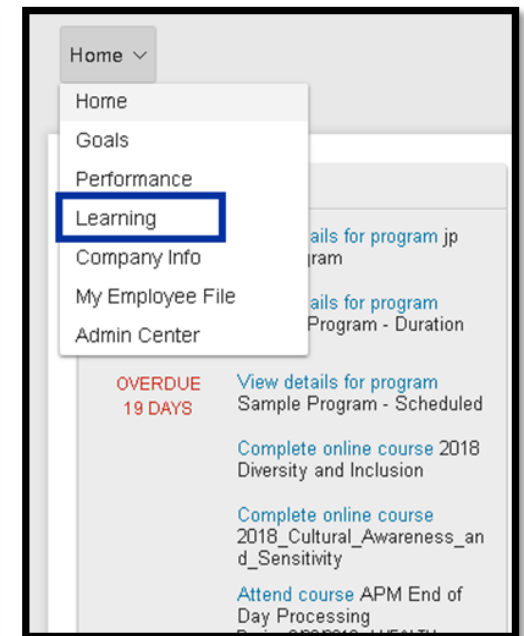 Home
Home
Goals
Performance
Learning
Company Info
My Employee File
Admin Center
ails for program jp
ram
ails for program
Program - Duration
OVERDUE
19 DAYS
View details for program
Sample Program - Scheduled
Complete online course 2018
Diversity and Inclusion
Complete online course
2018_Cultural_Awareness_an
d_Sensitivity
Attend course APM End of
Day Processing